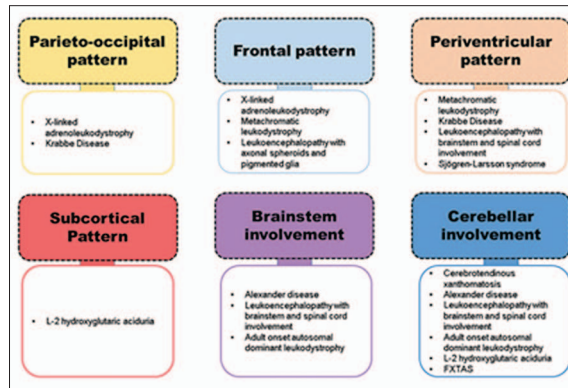 Parieto-occipital
pattern
X-linked
adrenoleukodystrophy
Krabbe Disease
Frontal pattern
X-linked
adrenoleukodystrophy
Metachromatic
leukodystrophy
Leukoencephalopathy with
axonal spheroids and
pigmented glia
Periventricular
pattern
Metachromatic
leukodystrophy
Krabbe Disease
Leukoencephalopathy with
brainstem and spinal cord
involvement
Sjögren-Larsson syndrome
Subcortical
Pattern
L-2 hydroxyglutaric aciduria
Brainstem
involvement
Alexander disease
Leukoencephalopathy with
brainstem and spinal cord
involvement
Adult onset autosomal
dominant leukodystrophy
Cerebellar
involvement
Cerebrotendinous
xanthomatosis
Alexander disease
Leukoencephalopathy with
brainstem and spinal cord
involvement
Adult onset autosomal
dominant leukodystrophy
L-2 hydroxyglutaric aciduria
FXTAS